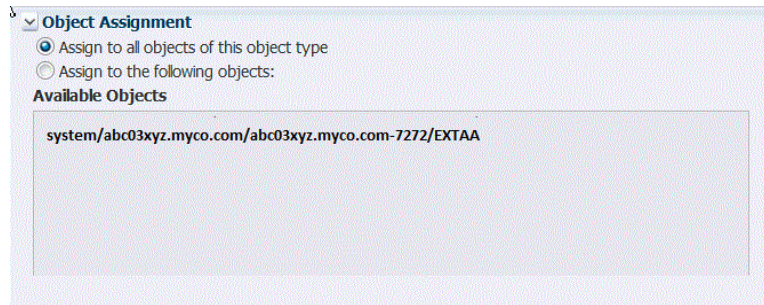 Object Assignment
Assign to all objects of this object type
Assign to the following objects:
Available Objects
system/abc03xyz.myco.com/abc03xyz.myco.com-7272/EXTAA